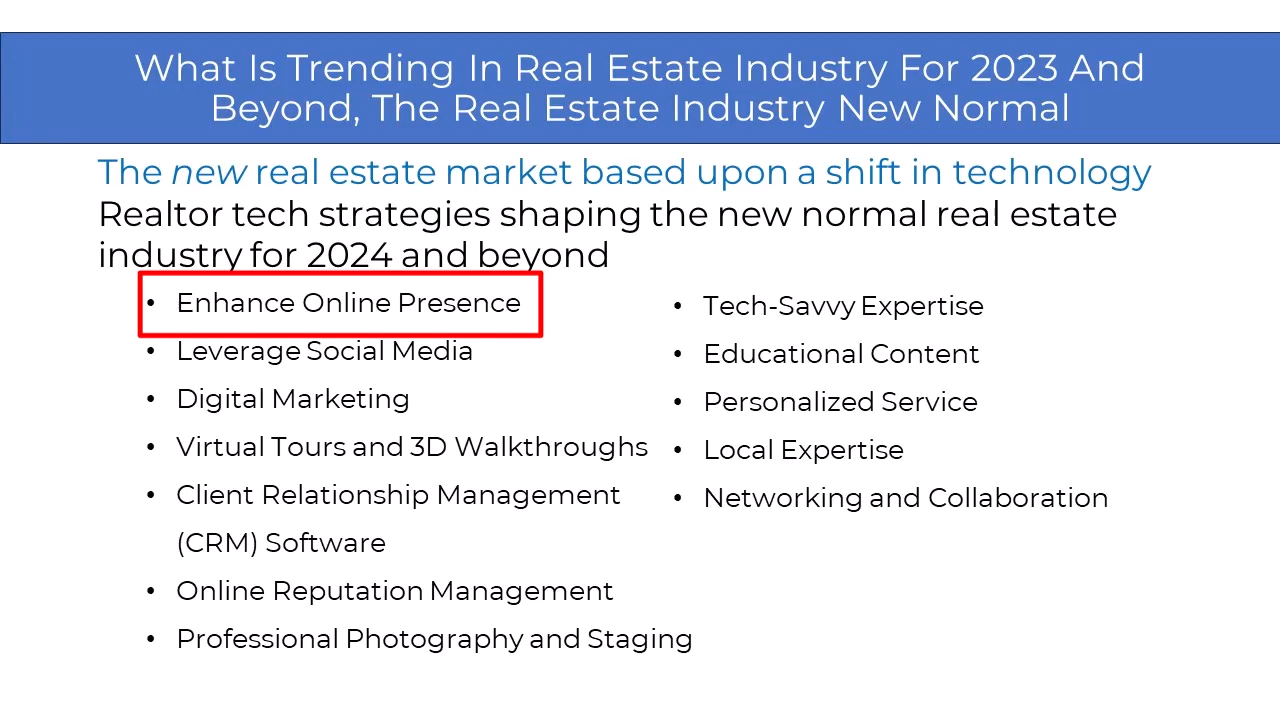 What Is Trending In Real Estate Industry For 2023 And
Beyond, The Real Estate Industry New Normal
The new real estate market based upon a shift in technology
Realtor tech strategies shaping the new normal real estate
industry for 2024 and beyond
• Enhance Online Presence
• Leverage Social Media
• Digital Marketing
• Virtual Tours and 3D Walkthroughs
• Client Relationship Management
(CRM) Software
• Online Reputation Management
• Professional Photography and Staging
• Tech-Savvy Expertise
• Educational Content
• Personalized Service
• Local Expertise
• Networking and Collaboration